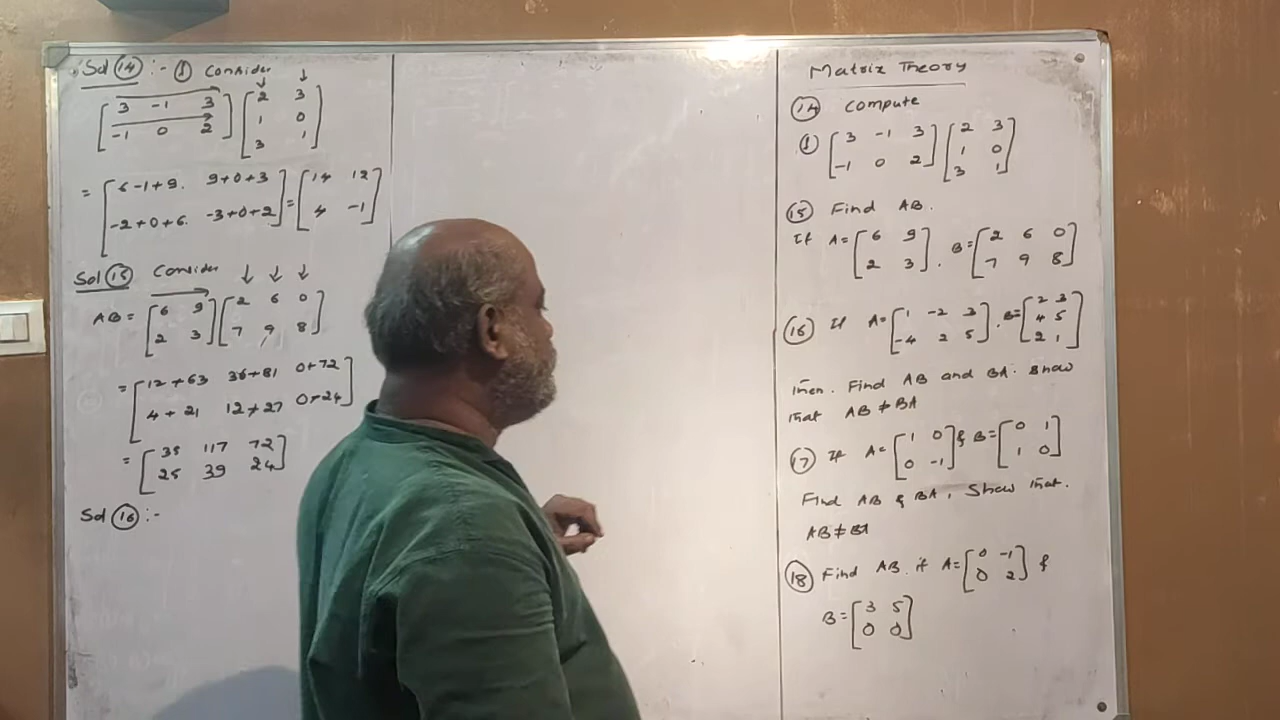 Sol 14 :- ① Consider
[3 -1 3
-1 0 2] [2 3
1 0
3 1]
= [6-1+9. 9+0+3
-2+0+6. -3+0+2] = [14 12
4 -1]
Sol 15 Consider
AB = [6 9
2 3] [2 6 0
7 9 8]
= [12+63 36+81 0+72
4+21 12+27 0+24]
= [35 117 72
25 39 24]
Sol 16 :-
Matrix Theory
14 Compute
① [3 -1 3
-1 0 2] [2 3
1 0
3 1]
15 Find AB.
If A= [6 9
2 3] . B= [2 6 0
7 9 8]
16 If A= [1 -2 3
-4 2 5] . B= [2 3
4 5
2 1]
Then. Find AB and BA. Show
that AB ≠ BA
17 If A= [1 0
0 -1] & B= [0 1
1 0]
Find AB & BA, Show that.
AB ≠ BA
18 Find AB. if A= [0 -1
0 2] &
B= [3 5
0 0]